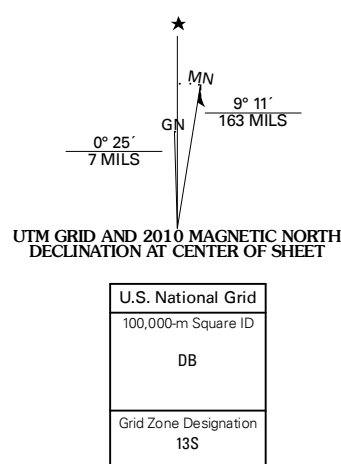 ★
MN
GN
9° 11´
163 MILS
0° 25´
7 MILS
UTM GRID AND 2010 MAGNETIC NORTH
DECLINATION AT CENTER OF SHEET
U.S. National Grid
100,000-m Square ID
DB
Grid Zone Designation
13S